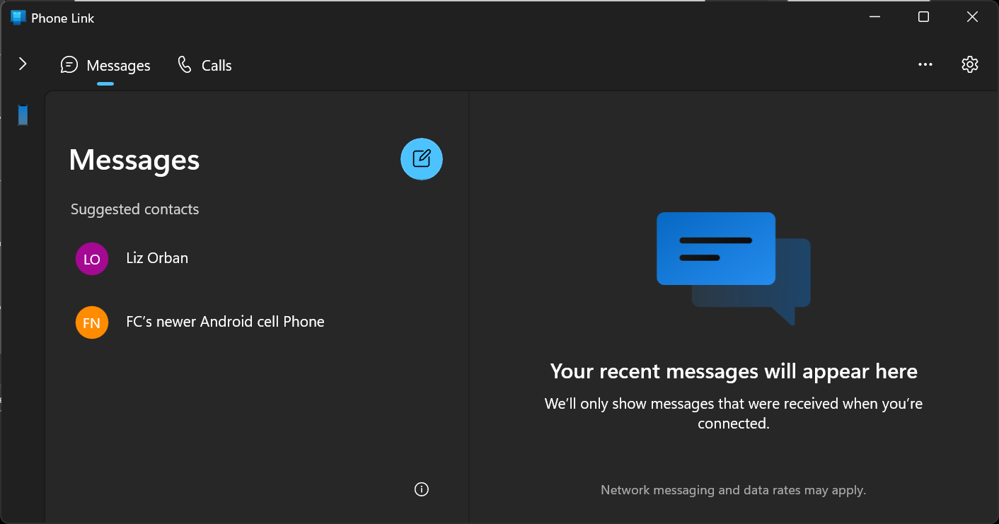 Phone Link
Messages
Calls
Messages
Suggested contacts
LO
Liz Orban
FN
FC’s newer Android cell Phone
Your recent messages will appear here
We’ll only show messages that were received when you’re
connected.
Network messaging and data rates may apply.